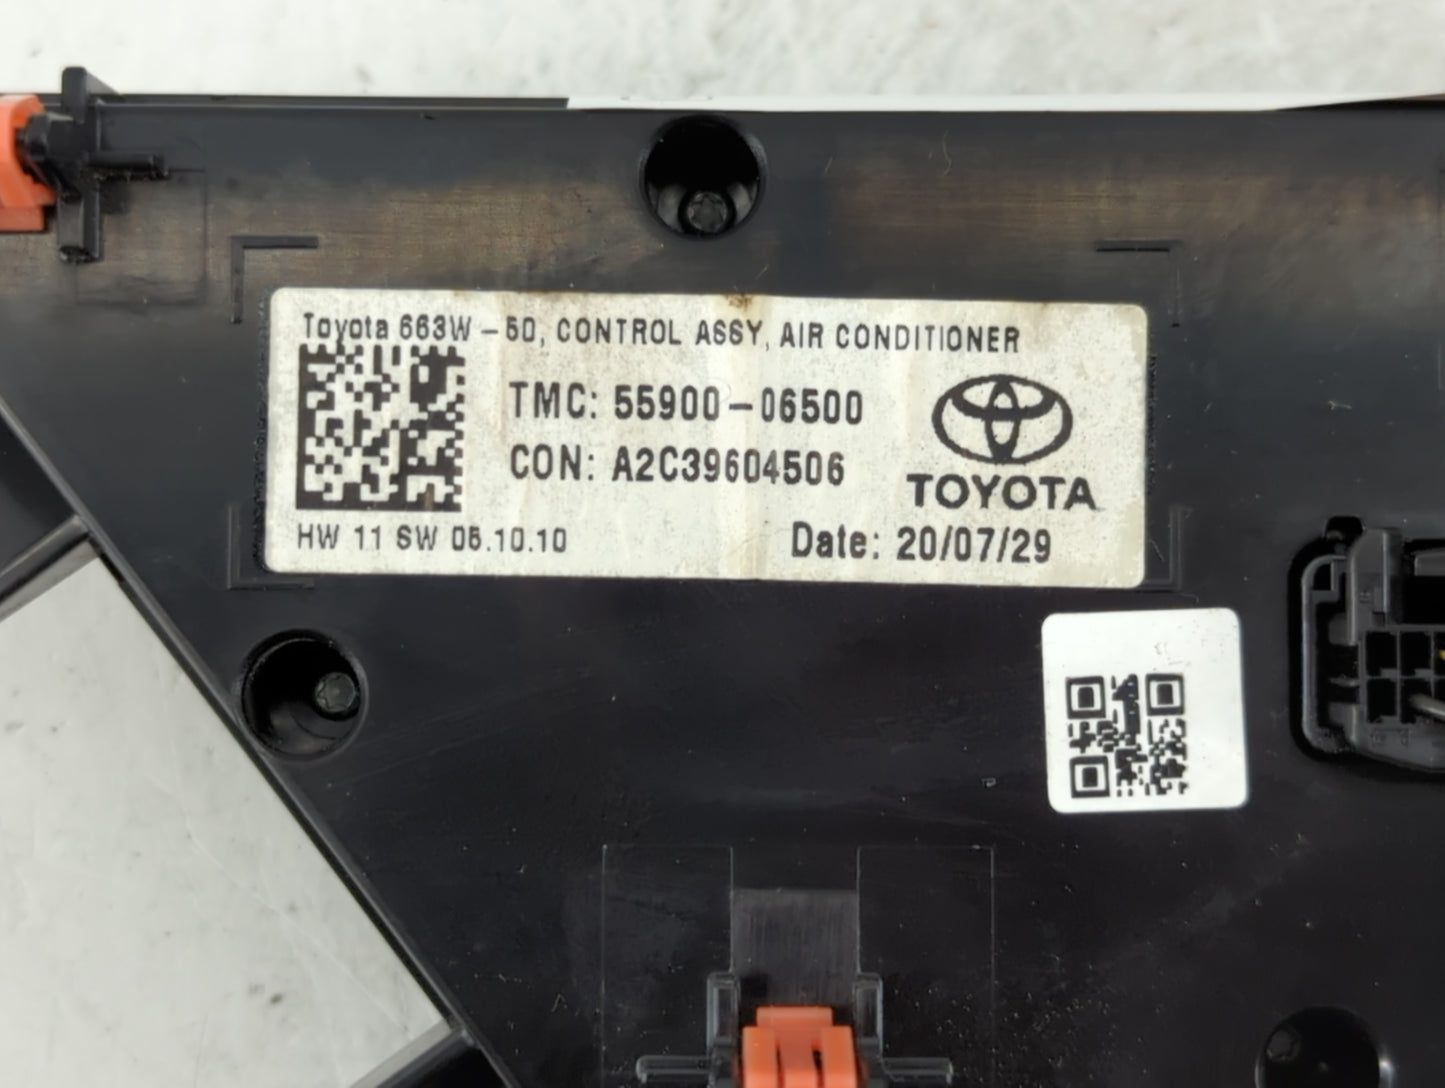 Toyota 663W-50, CONTROL ASSY, AIR CONDITIONER
TMC: 55900-06500
CON: A2C39604506
TOYOTA
HW 11 SW 06.10.10
Date: 20/07/29